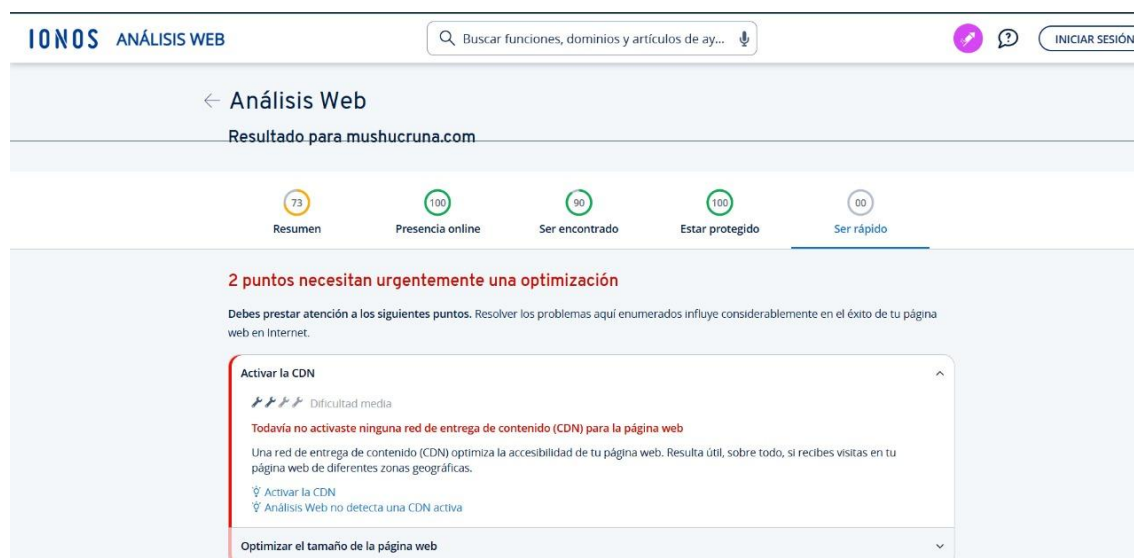 IONOS ANÁLISIS WEB
Buscar funciones, dominios y artículos de ay...
INICIAR SESIÓN
Análisis Web
Resultado para mushucruna.com
73 100 90 100 00
Resumen Presencia online Ser encontrado Estar protegido Ser rápido
2 puntos necesitan urgentemente una optimización
Debes prestar atención a los siguientes puntos. Resolver los problemas aquí enumerados influye considerablemente en el éxito de tu página
web en Internet.
Activar la CDN
Dificultad media
Todavía no activaste ninguna red de entrega de contenido (CDN) para la página web
Una red de entrega de contenido (CDN) optimiza la accesibilidad de tu página web. Resulta útil, sobre todo, si recibes visitas en tu
página web de diferentes zonas geográficas.
Activar la CDN
Análisis Web no detecta una CDN activa
Optimizar el tamaño de la página web